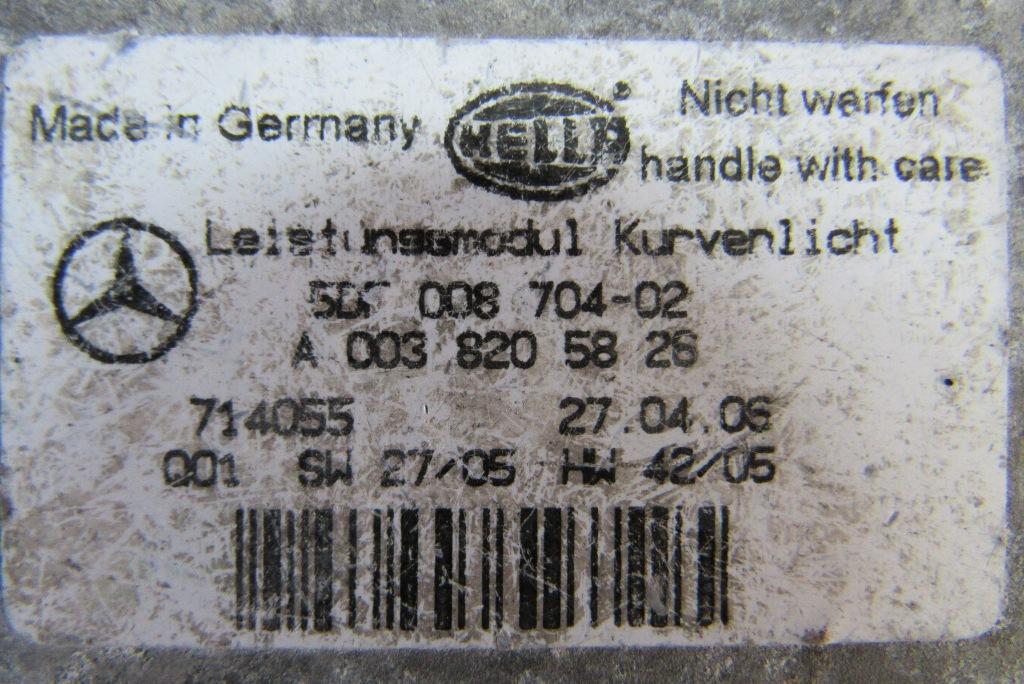 Made in Germany
HELLA
Nicht werfen
handle with care
Leistungsmodul Kurvenlicht
5DF 008 704-02
A 003 820 58 26
714055 27.04.06
Q01 SW 27/05 HW 42/05